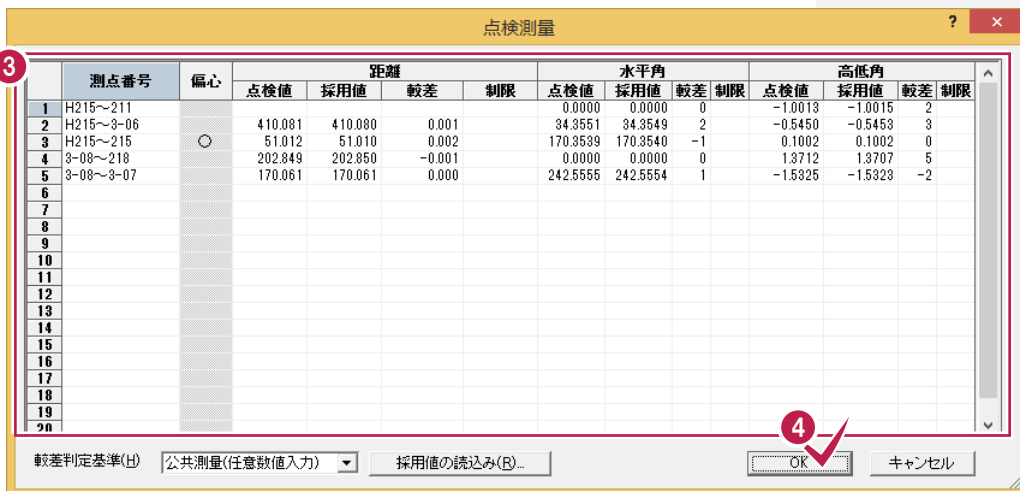 点検測量 ? ×
3
測点番号 偏心 距離 水平角 高低角
点検値 採用値 較差 制限 点検値 採用値 較差 制限 点検値 採用値 較差 制限
1 H215～211 0.0000 0.0000 0 -1.0013 -1.0015 2
2 H215～3-06 410.081 410.080 0.001 34.3551 34.3549 2 -0.5450 -0.5453 3
3 H215～215 ○ 51.012 51.010 0.002 170.3539 170.3540 -1 0.1002 0.1002 0
4 3-08～218 202.849 202.850 -0.001 0.0000 0.0000 0 1.3712 1.3707 5
5 3-08～3-07 170.061 170.061 0.000 242.5555 242.5554 1 -1.5325 -1.5323 -2
6
7
8
9
10
11
12
13
14
15
16
17
18
19
20
4
較差判定基準(H) 公共測量(任意数値入力) 採用値の読込み(R)... OK キャンセル